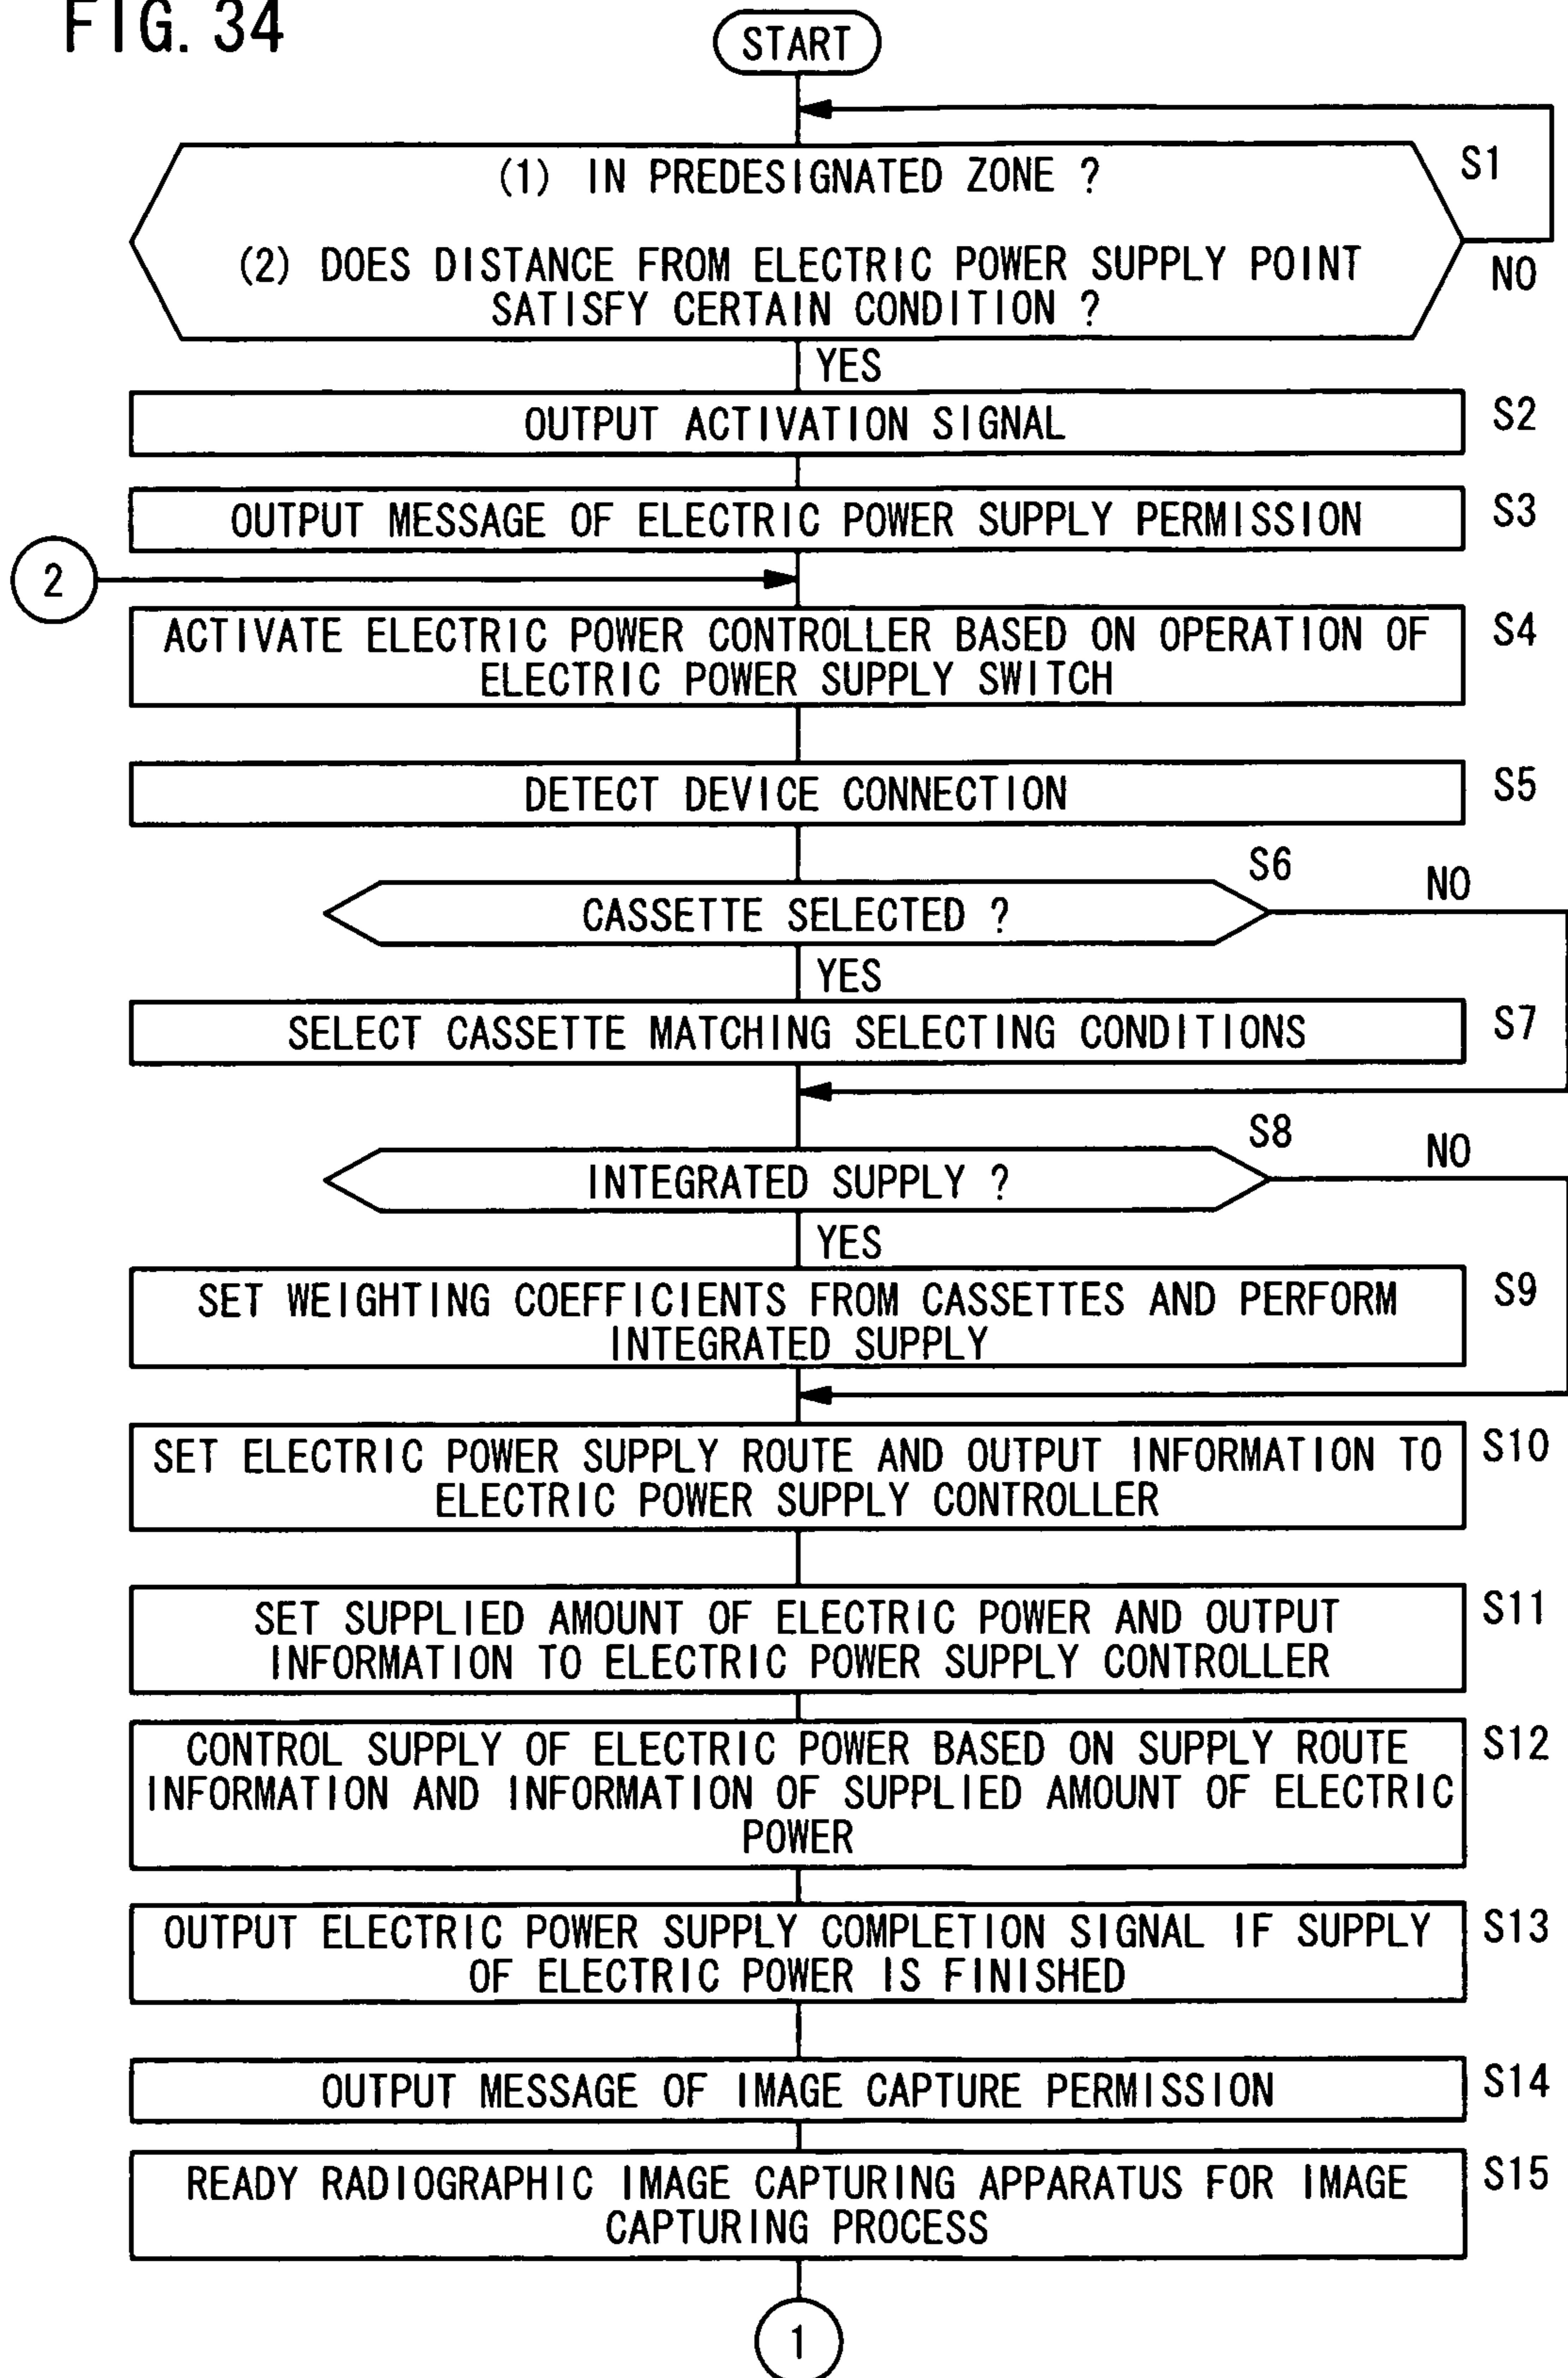 FIG. 34
START
(1) IN PREDESIGNATED ZONE ?
S1
(2) DOES DISTANCE FROM ELECTRIC POWER SUPPLY POINT
SATISFY CERTAIN CONDITION ?
NO
YES
OUTPUT ACTIVATION SIGNAL
S2
OUTPUT MESSAGE OF ELECTRIC POWER SUPPLY PERMISSION
S3
2
ACTIVATE ELECTRIC POWER CONTROLLER BASED ON OPERATION OF
ELECTRIC POWER SUPPLY SWITCH
S4
DETECT DEVICE CONNECTION
S5
CASSETTE SELECTED ?
S6
NO
YES
SELECT CASSETTE MATCHING SELECTING CONDITIONS
S7
INTEGRATED SUPPLY ?
S8
NO
YES
SET WEIGHTING COEFFICIENTS FROM CASSETTES AND PERFORM
INTEGRATED SUPPLY
S9
SET ELECTRIC POWER SUPPLY ROUTE AND OUTPUT INFORMATION TO
ELECTRIC POWER SUPPLY CONTROLLER
S10
SET SUPPLIED AMOUNT OF ELECTRIC POWER AND OUTPUT
INFORMATION TO ELECTRIC POWER SUPPLY CONTROLLER
S11
CONTROL SUPPLY OF ELECTRIC POWER BASED ON SUPPLY ROUTE
INFORMATION AND INFORMATION OF SUPPLIED AMOUNT OF ELECTRIC
POWER
S12
OUTPUT ELECTRIC POWER SUPPLY COMPLETION SIGNAL IF SUPPLY
OF ELECTRIC POWER IS FINISHED
S13
OUTPUT MESSAGE OF IMAGE CAPTURE PERMISSION
S14
READY RADIOGRAPHIC IMAGE CAPTURING APPARATUS FOR IMAGE
CAPTURING PROCESS
S15
1